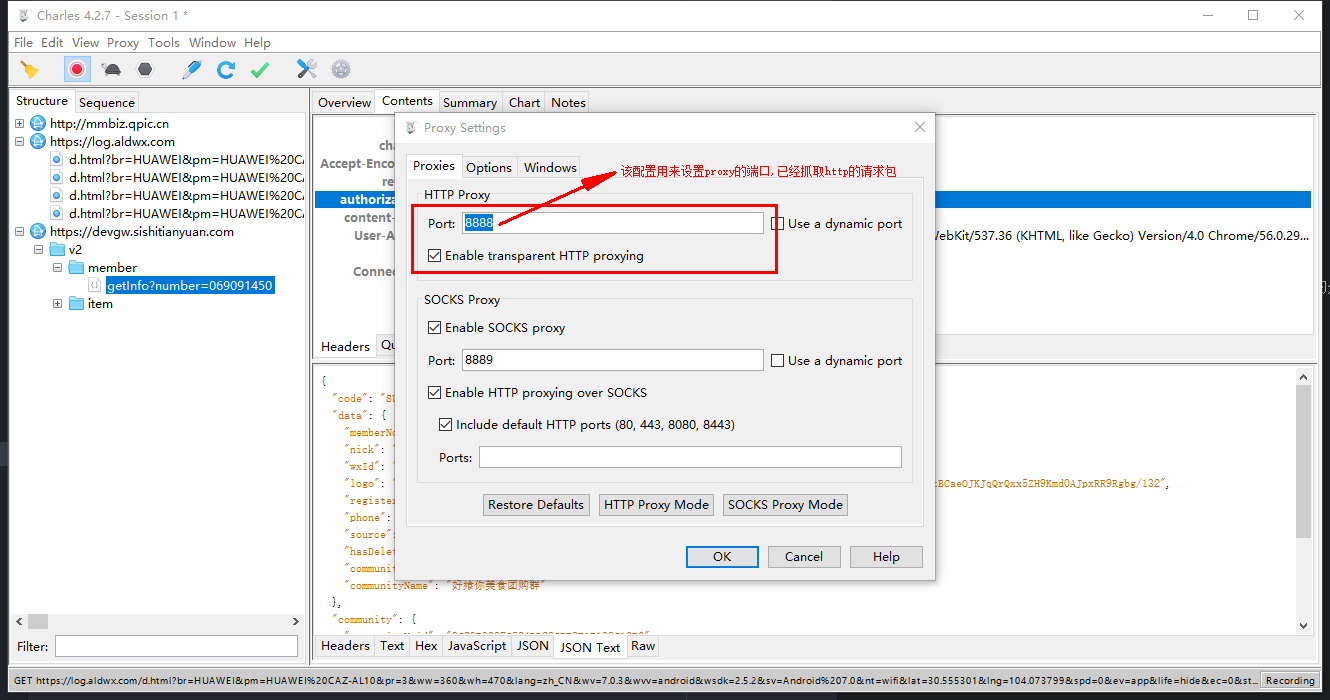 Charles 4.2.7 - Session 1 *
File Edit View Proxy Tools Window Help
Structure Sequence
http://mmbiz.qpic.cn
https://log.aldwx.com
d.html?br=HUAWEI&pm=HUAWEI%20CA
d.html?br=HUAWEI&pm=HUAWEI%20CA
d.html?br=HUAWEI&pm=HUAWEI%20CA
d.html?br=HUAWEI&pm=HUAWEI%20CA
https://devgw.sishitianyuan.com
v2
member
getInfo?number=069091450
item
Filter:
Overview Contents Summary Chart Notes
cha
Accept-Enco
authoriza
content-
User-A
Connec
WebKit/537.36 (KHTML, like Gecko) Version/4.0 Chrome/56.0.29...
Headers Qu
Proxy Settings
Proxies Options Windows
该配置用来设置proxy的端口,已经抓取http的请求包
HTTP Proxy
Port: 8888 Use a dynamic port
Enable transparent HTTP proxying
SOCKS Proxy
Enable SOCKS proxy
Port: 8889 Use a dynamic port
Enable HTTP proxying over SOCKS
Include default HTTP ports (80, 443, 8080, 8443)
Ports:
Restore Defaults HTTP Proxy Mode SOCKS Proxy Mode
OK Cancel Help
{
"code": "SU
"data": {
"memberNo
"nick": "
"wxId": "
"logo": " BCaeOJKJqQrQxx5ZH9Kmd0AJpxRR9Rgbg/132",
"register
"phone":
"source":
"hasDelet
"communit
"communityName": "好飨你美食团购群"
},
"community": {
Headers Text Hex JavaScript JSON JSON Text Raw
GET https://log.aldwx.com/d.html?br=HUAWEI&pm=HUAWEI%20CAZ-AL10&pr=3&ww=360&wh=470&lang=zh_CN&wv=7.0.3&wvv=android&wsdk=2.5.2&sv=Android%207.0&nt=wifi&lat=30.555301&lng=104.073799&spd=0&ev=app&life=hide&ec=0&st... Recording